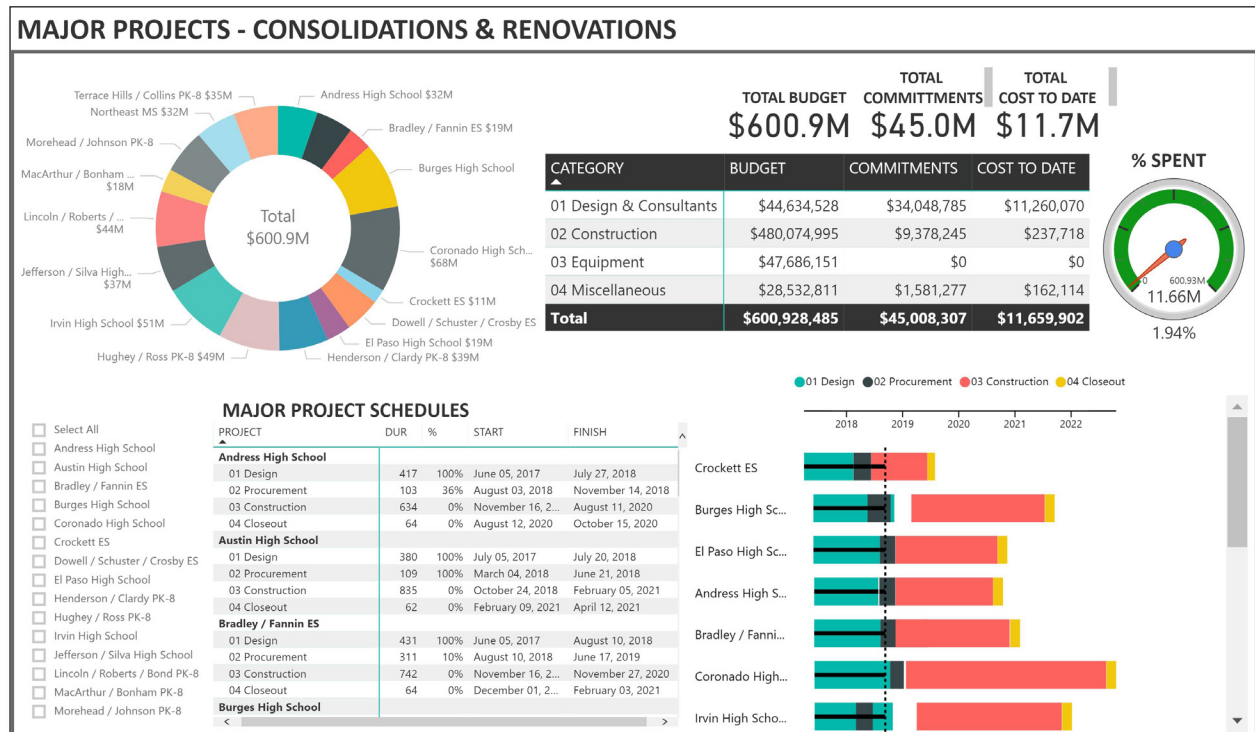 MAJOR PROJECTS - CONSOLIDATIONS & RENOVATIONS
Terrace Hills / Collins PK-8 $35M
Northeast MS $32M
Morehead / Johnson PK-8
MacArthur / Bonham ...
$18M
Lincoln / Roberts / ...
$44M
Jefferson / Silva High...
$37M
Irvin High School $51M
Hughey / Ross PK-8 $49M
Andress High School $32M
Bradley / Fannin ES $19M
Burges High School
Coronado High Sch...
$68M
Crockett ES $11M
Dowell / Schuster / Crosby ES
El Paso High School $19M
Henderson / Clardy PK-8 $39M
Total
$600.9M
TOTAL BUDGET
$600.9M
TOTAL
COMMITTMENTS
$45.0M
TOTAL
COST TO DATE
$11.7M
CATEGORY BUDGET COMMITMENTS COST TO DATE
01 Design & Consultants $44,634,528 $34,048,785 $11,260,070
02 Construction $480,074,995 $9,378,245 $237,718
03 Equipment $47,686,151 $0 $0
04 Miscellaneous $28,532,811 $1,581,277 $162,114
Total $600,928,485 $45,008,307 $11,659,902
% SPENT
0 600.93M
11.66M
1.94%
Select All
Andress High School
Austin High School
Bradley / Fannin ES
Burges High School
Coronado High School
Crockett ES
Dowell / Schuster / Crosby ES
El Paso High School
Henderson / Clardy PK-8
Hughey / Ross PK-8
Irvin High School
Jefferson / Silva High School
Lincoln / Roberts / Bond PK-8
MacArthur / Bonham PK-8
Morehead / Johnson PK-8
MAJOR PROJECT SCHEDULES
PROJECT DUR % START FINISH
Andress High School
01 Design 417 100% June 05, 2017 July 27, 2018
02 Procurement 103 36% August 03, 2018 November 14, 2018
03 Construction 634 0% November 16, 2... August 11, 2020
04 Closeout 64 0% August 12, 2020 October 15, 2020
Austin High School
01 Design 380 100% July 05, 2017 July 20, 2018
02 Procurement 109 100% March 04, 2018 June 21, 2018
03 Construction 835 0% October 24, 2018 February 05, 2021
04 Closeout 62 0% February 09, 2021 April 12, 2021
Bradley / Fannin ES
01 Design 431 100% June 05, 2017 August 10, 2018
02 Procurement 311 10% August 10, 2018 June 17, 2019
03 Construction 742 0% November 16, 2... November 27, 2020
04 Closeout 64 0% December 01, 2... February 03, 2021
Burges High School
01 Design 02 Procurement 03 Construction 04 Closeout
2018 2019 2020 2021 2022
Crockett ES
Burges High Sc...
El Paso High Sc...
Andress High S...
Bradley / Fanni...
Coronado High...
Irvin High Scho...